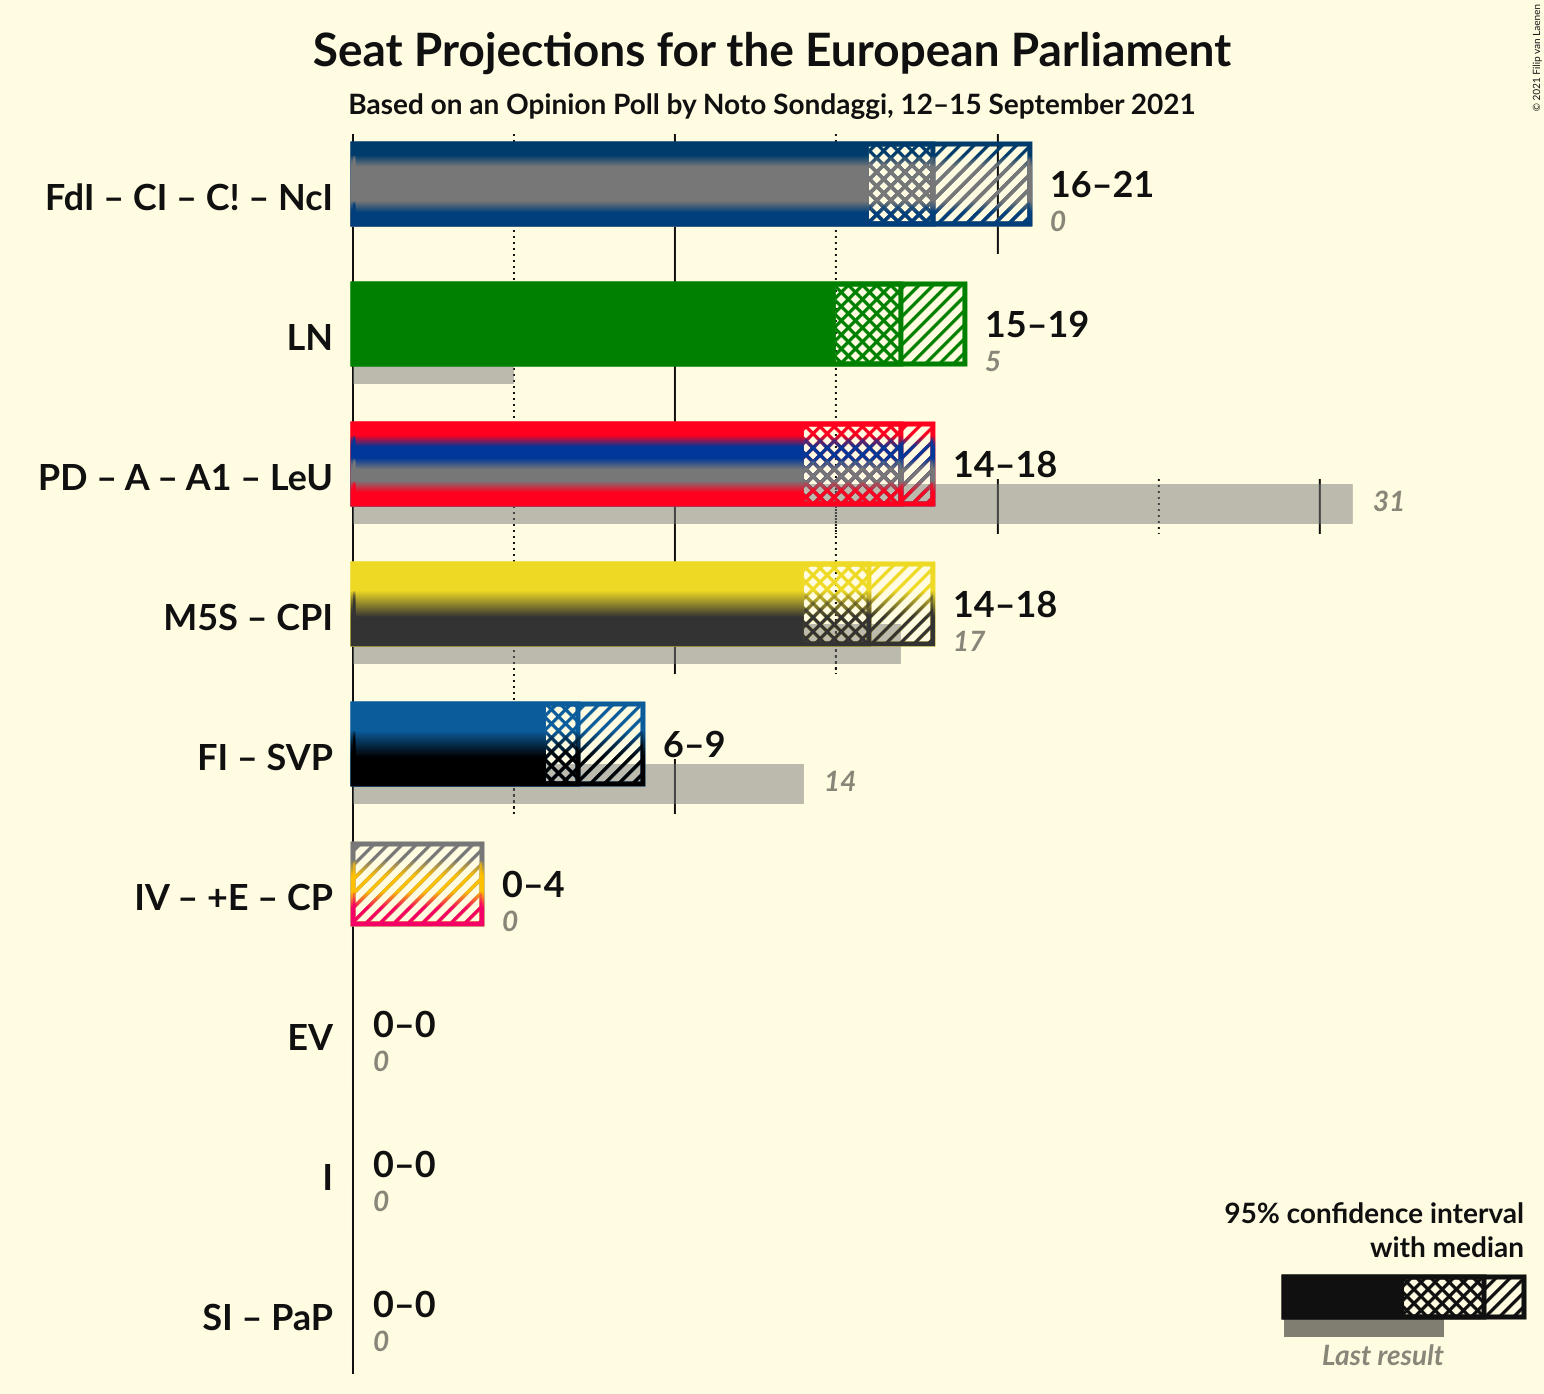 Seat Projections for the European Parliament
Based on an Opinion Poll by Noto Sondaggi, 12–15 September 2021
© 2021 Filip van Laenen
FdI – CI – C! – NcI
16–21
0
LN
15–19
5
PD – A – A1 – LeU
14–18
31
M5S – CPI
14–18
17
FI – SVP
6–9
14
IV – +E – CP
0–4
0
EV
0–0
0
I
0–0
0
SI – PaP
0–0
0
95% confidence interval
with median
Last result